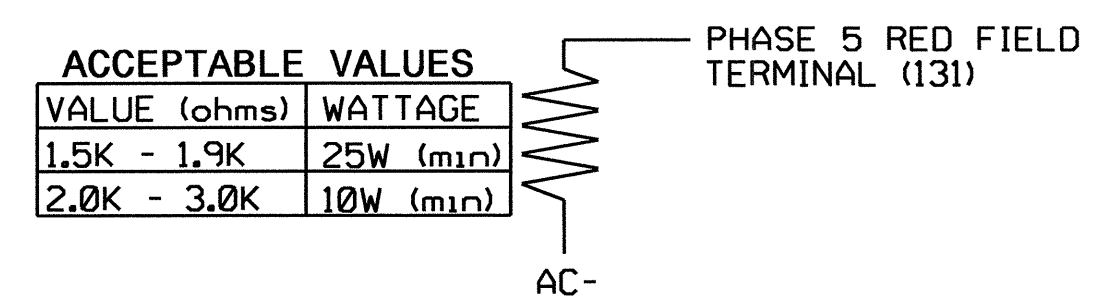 PHASE 5 RED FIELD
TERMINAL (131)
ACCEPTABLE VALUES
VALUE (ohms) WATTAGE
1.5K - 1.9K 25W (min)
2.0K - 3.0K 10W (min)
AC-